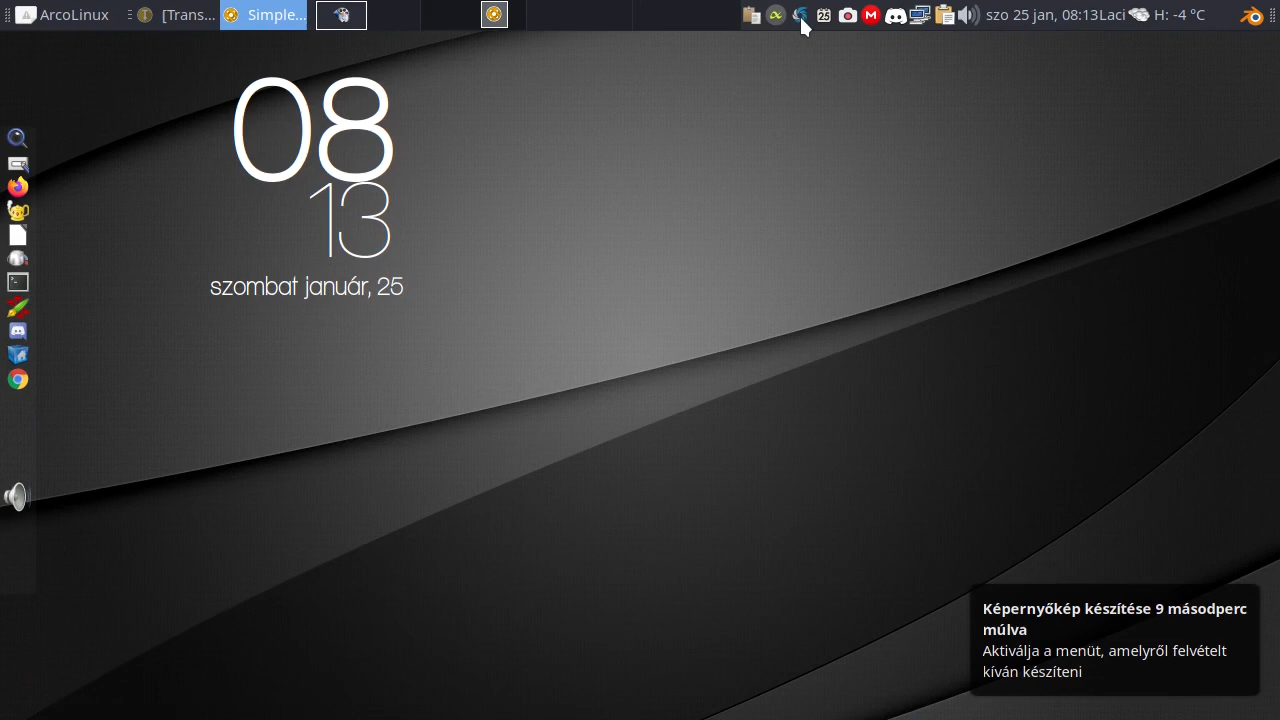 ArcoLinux
[Trans...
Simple...
25
M
szo 25 jan, 08:13
Laci
H: -4 °C
08
13
szombat január, 25
Képernyőkép készítése 9 másodperc
múlva
Aktiválja a menüt, amelyről felvételt
kíván készíteni